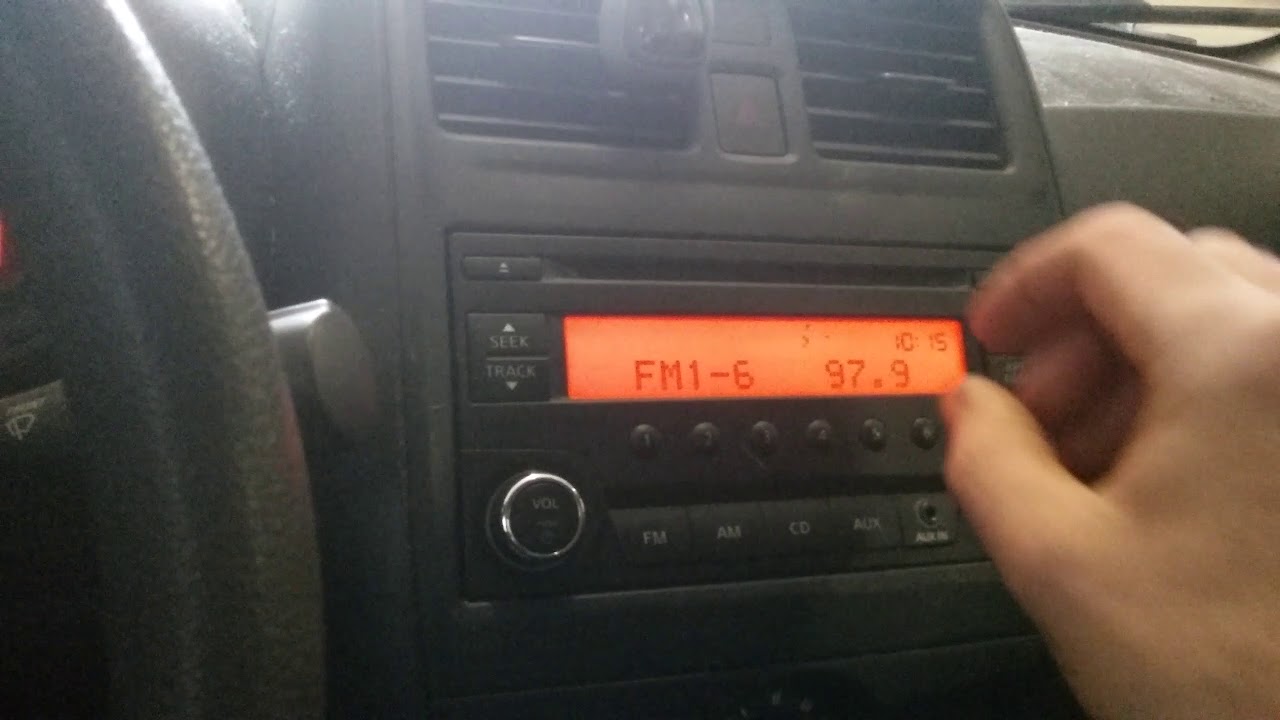 SEEK
TRACK
10:15
FM1-6 97.9
1 2 3 4 5 6
VOL
FM AM CD AUX
AUX IN